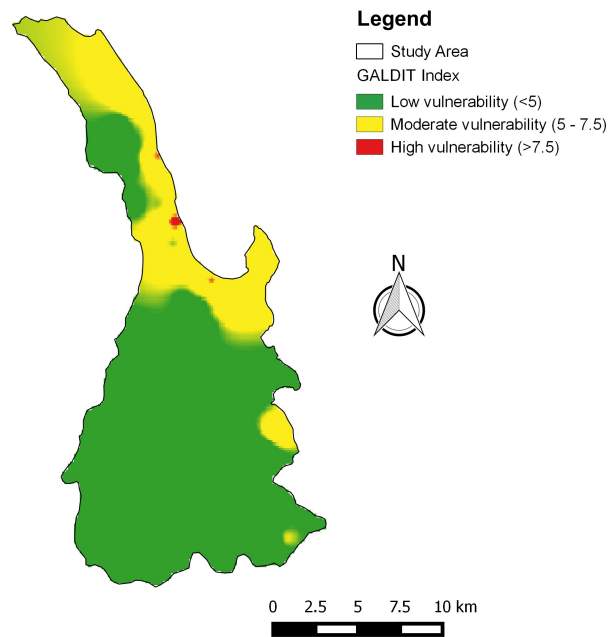 Legend
Study Area
GALDIT Index
Low vulnerability (<5)
Moderate vulnerability (5 - 7.5)
High vulnerability (>7.5)
N
0 2.5 5 7.5 10 km